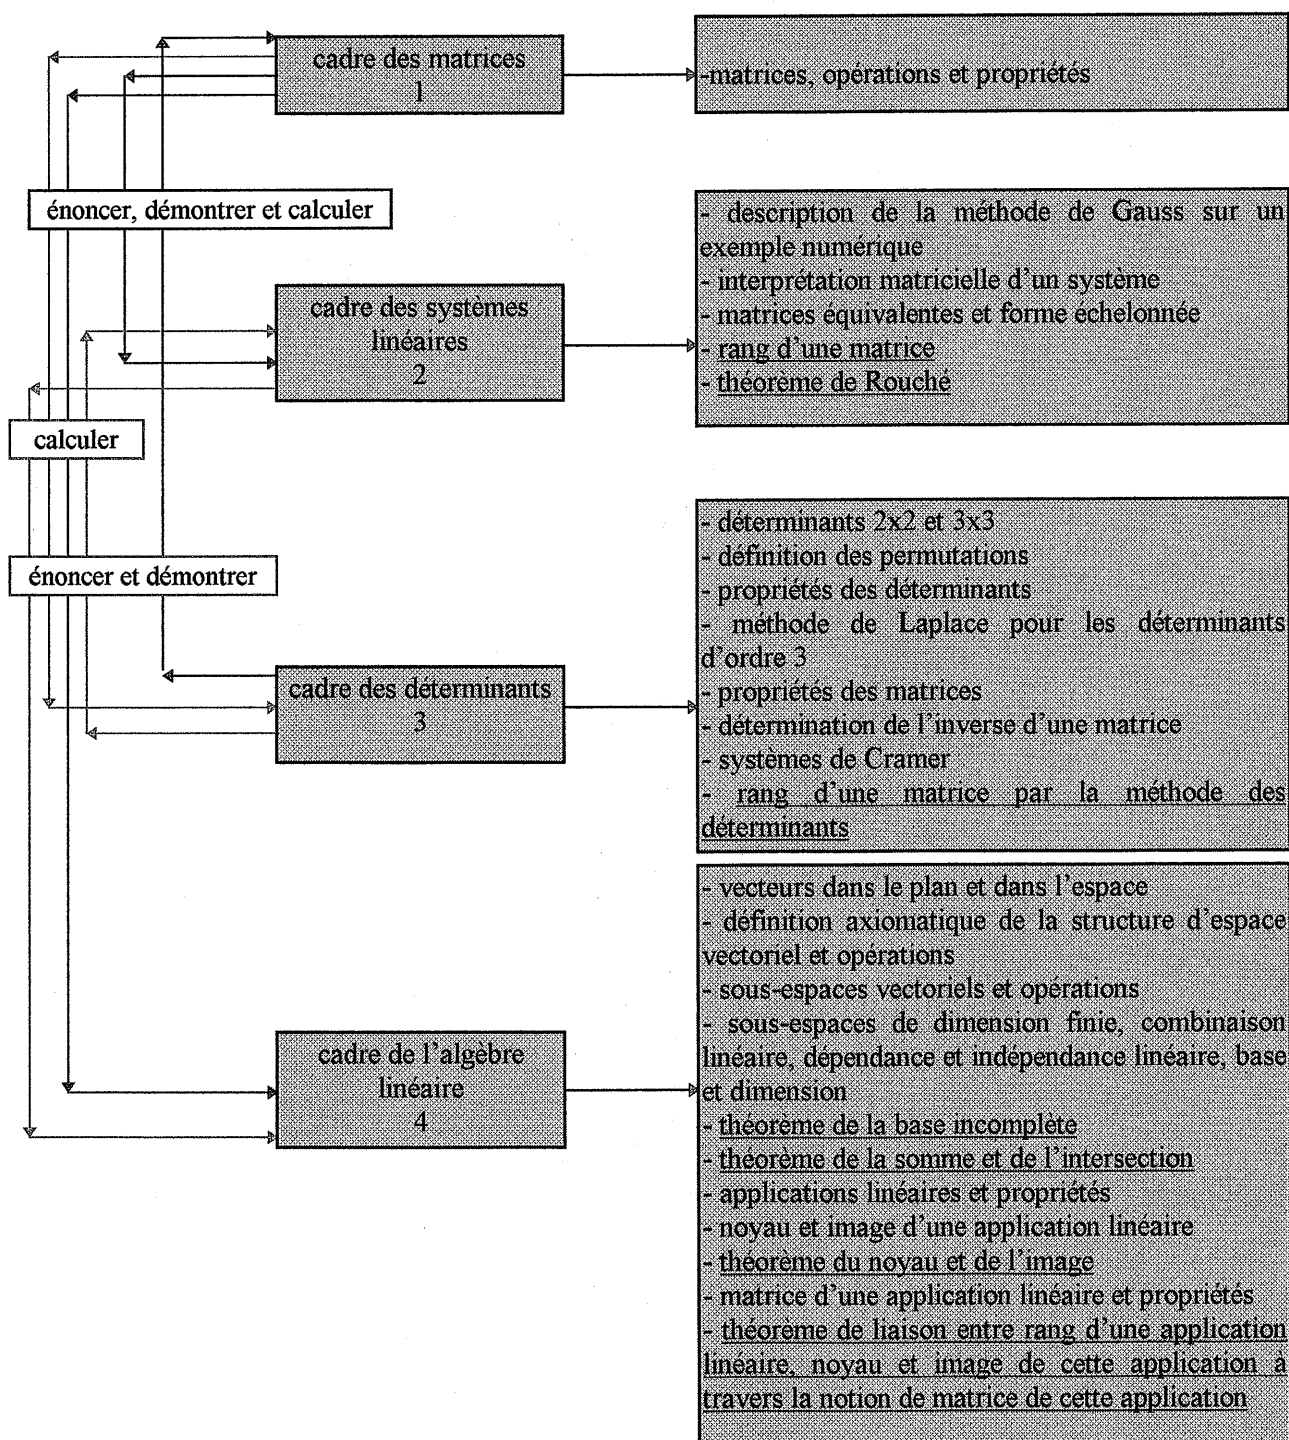 cadre des matrices
1
-matrices, opérations et propriétés
énoncer, démontrer et calculer
- description de la méthode de Gauss sur un
exemple numérique
- interprétation matricielle d'un système
- matrices équivalentes et forme échelonnée
- rang d'une matrice
- théorème de Rouché
cadre des systèmes
linéaires
2
calculer
énoncer et démontrer
- déterminants 2x2 et 3x3
- définition des permutations
- propriétés des déterminants
- méthode de Laplace pour les déterminants
d'ordre 3
- propriétés des matrices
- détermination de l'inverse d'une matrice
- systèmes de Cramer
- rang d'une matrice par la méthode des
déterminants
cadre des déterminants
3
- vecteurs dans le plan et dans l'espace
- définition axiomatique de la structure d'espace
vectoriel et opérations
- sous-espaces vectoriels et opérations
- sous-espaces de dimension finie, combinaison
linéaire, dépendance et indépendance linéaire, base
et dimension
- théorème de la base incomplète
- théorème de la somme et de l'intersection
- applications linéaires et propriétés
- noyau et image d'une application linéaire
- théorème du noyau et de l'image
- matrice d'une application linéaire et propriétés
- théorème de liaison entre rang d'une application
linéaire, noyau et image de cette application à
travers la notion de matrice de cette application
cadre de l'algèbre
linéaire
4